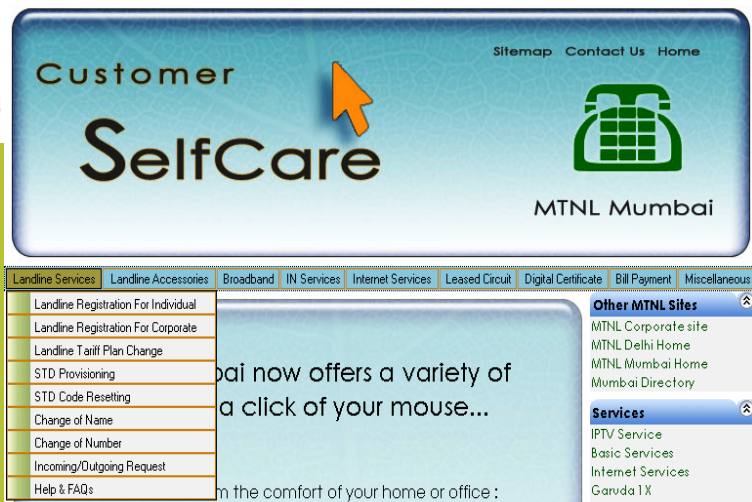 Sitemap Contact Us Home
Customer
SelfCare
MTNL Mumbai
Landline Services Landline Accessories Broadband IN Services Internet Services Leased Circuit Digital Certificate Bill Payment Miscellaneous
Landline Registration For Individual
Landline Registration For Corporate
Landline Tariff Plan Change
STD Provisioning
STD Code Resetting
Change of Name
Change of Number
Incoming/Outgoing Request
Help & FAQs
bai now offers a variety of
a click of your mouse...
m the comfort of your home or office :
Other MTNL Sites
MTNL Corporate site
MTNL Delhi Home
MTNL Mumbai Home
Mumbai Directory
Services
IPTV Service
Basic Services
Internet Services
Garuda 1X